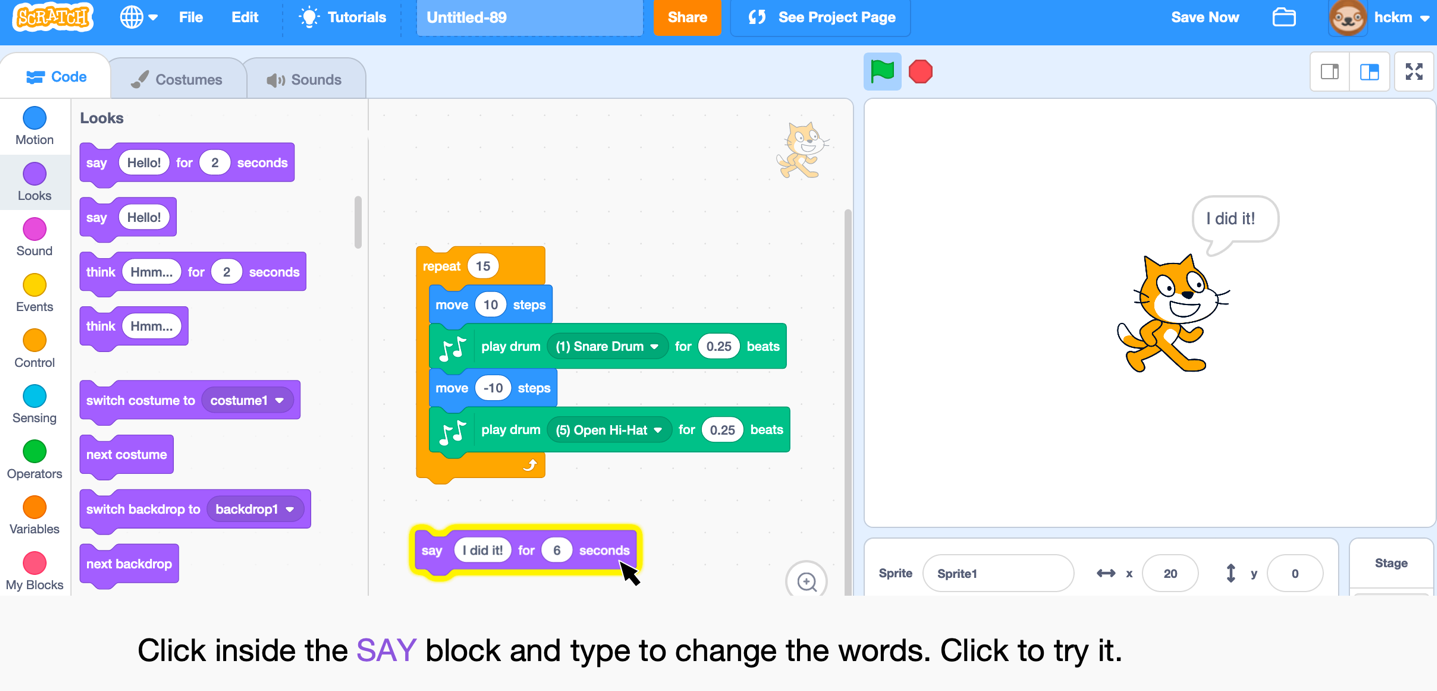 SCRATCH File Edit Tutorials Untitled-89 Share See Project Page Save Now hckm
Code Costumes Sounds
Motion
Looks
Sound
Events
Control
Sensing
Operators
Variables
My Blocks
Looks
say Hello! for 2 seconds
say Hello!
think Hmm... for 2 seconds
think Hmm...
switch costume to costume1
next costume
switch backdrop to backdrop1
next backdrop
repeat 15
move 10 steps
play drum (1) Snare Drum for 0.25 beats
move -10 steps
play drum (5) Open Hi-Hat for 0.25 beats
say I did it! for 6 seconds
I did it!
Sprite Sprite1 x 20 y 0
Stage
Click inside the SAY block and type to change the words. Click to try it.